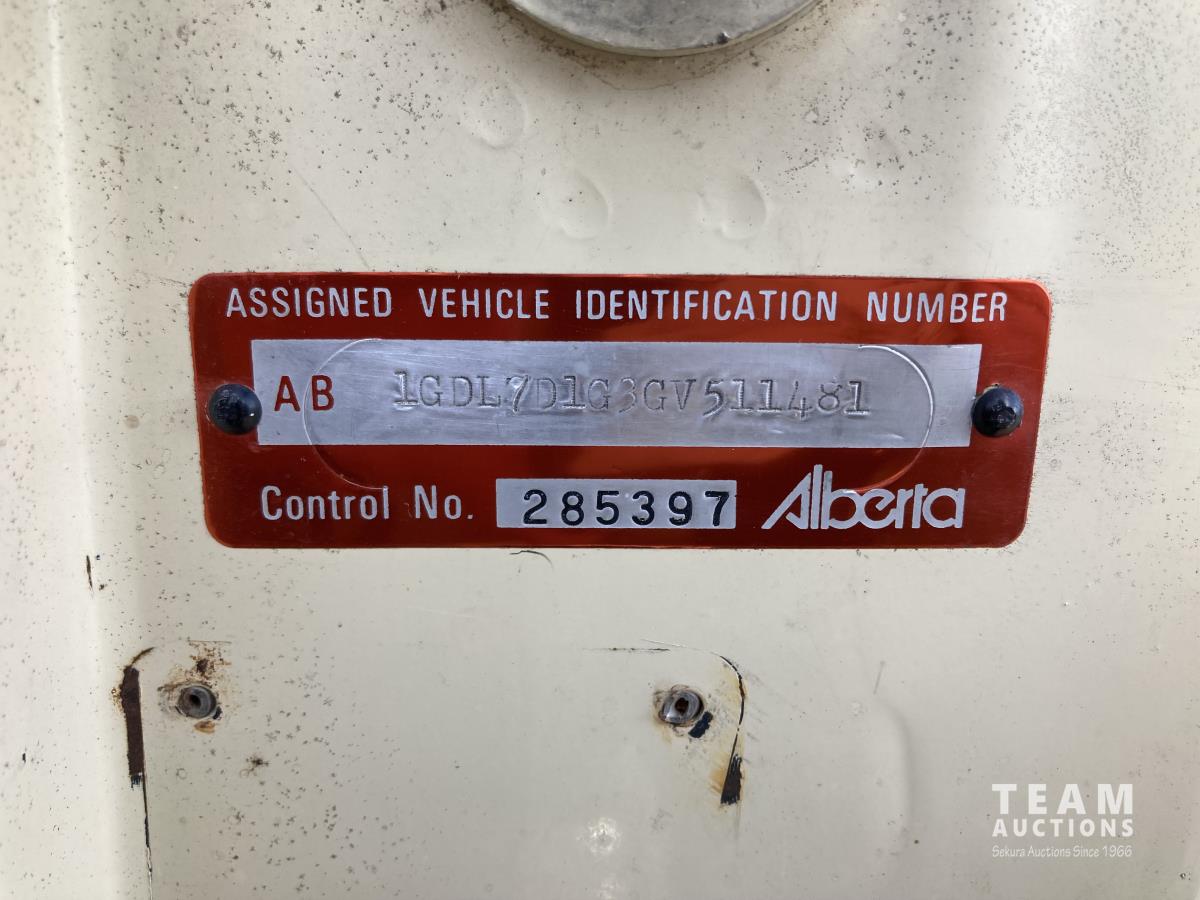 ASSIGNED VEHICLE IDENTIFICATION NUMBER
AB 1GDL7D1G3GV511481
Control No. 285397 Alberta
TEAM
AUCTIONS
Sekura Auctions Since 1966